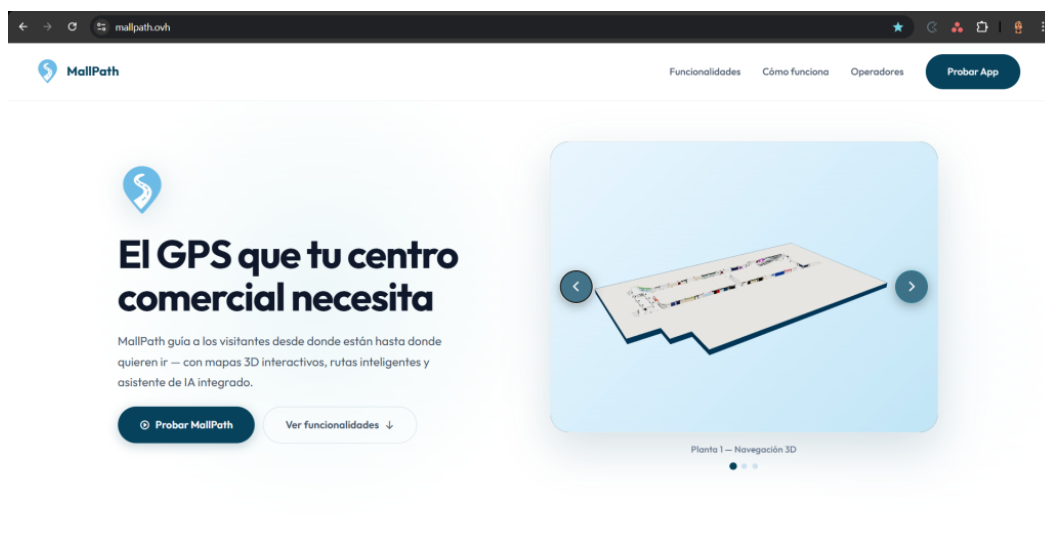 mallpath.ovh
MallPath
Funcionalidades
Cómo funciona
Operadores
Probar App
El GPS que tu centro
comercial necesita
MallPath guía a los visitantes desde donde están hasta donde
quieren ir — con mapas 3D interactivos, rutas inteligentes y
asistente de IA integrado.
Probar MallPath
Ver funcionalidades ↓
Planta 1 — Navegación 3D